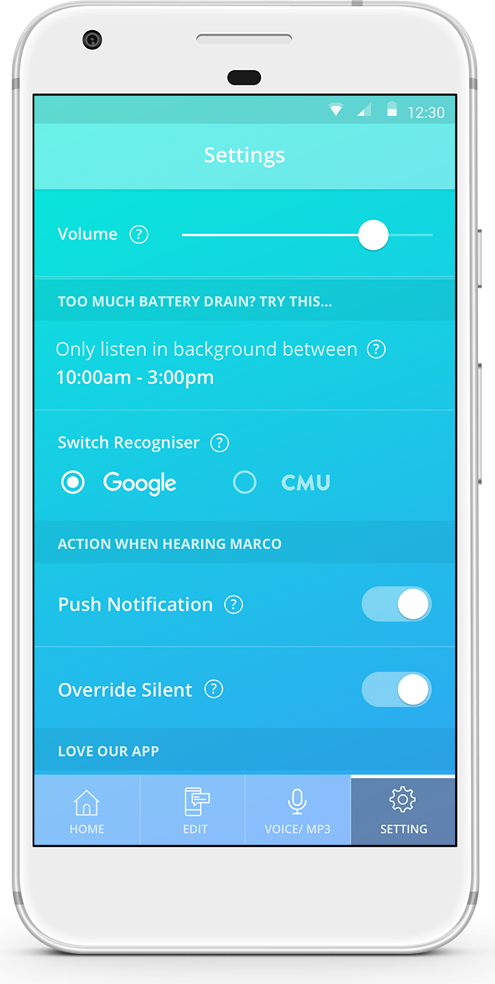 12:30
Settings
Volume ?
TOO MUCH BATTERY DRAIN? TRY THIS...
Only listen in background between ?
10:00am - 3:00pm
Switch Recogniser ?
Google CMU
ACTION WHEN HEARING MARCO
Push Notification ?
Override Silent ?
LOVE OUR APP
HOME EDIT VOICE/ MP3 SETTING